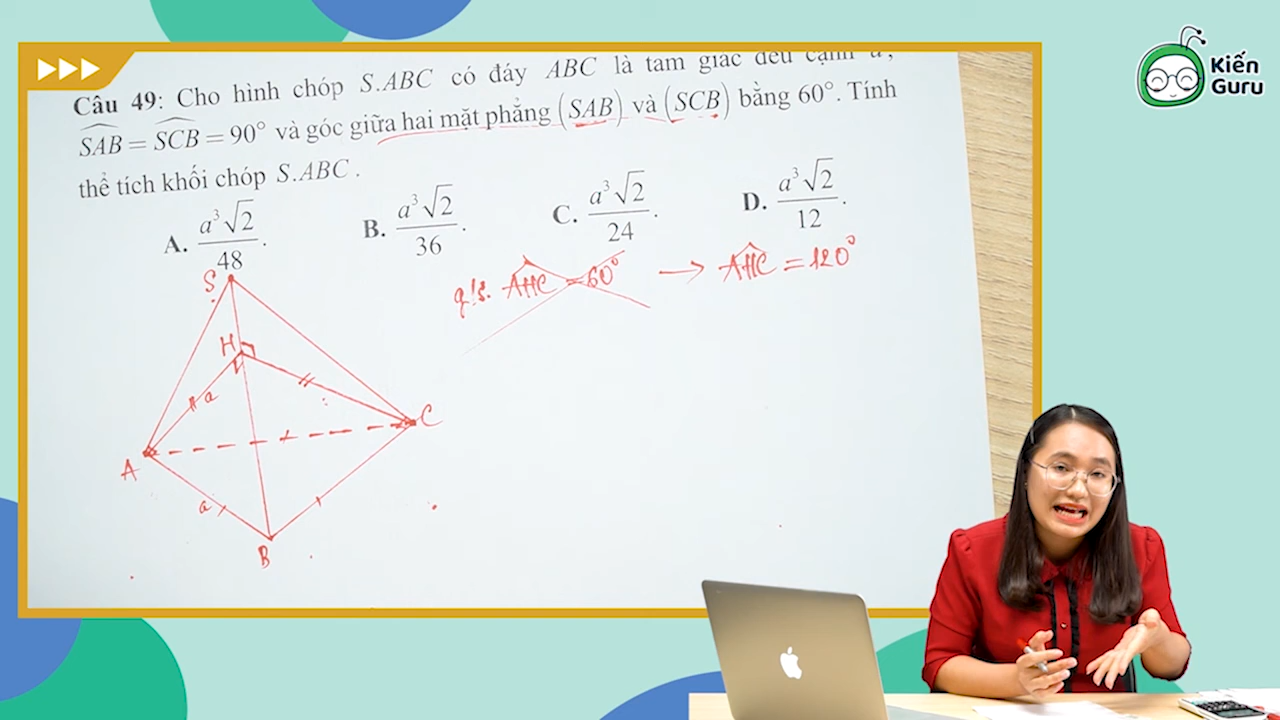 Câu 49: Cho hình chóp S.ABC có đáy ABC là tam giác đều cạnh a,
SAB = SCB = 90° và góc giữa hai mặt phẳng (SAB) và (SCB) bằng 60°. Tính
thể tích khối chóp S.ABC.
A. a³√2/48. B. a³√2/36. C. a³√2/24. D. a³√2/12.
g/s. AHC = 60° → AHC = 120°
S
H
a
C
A
a
B
Kiến
Guru